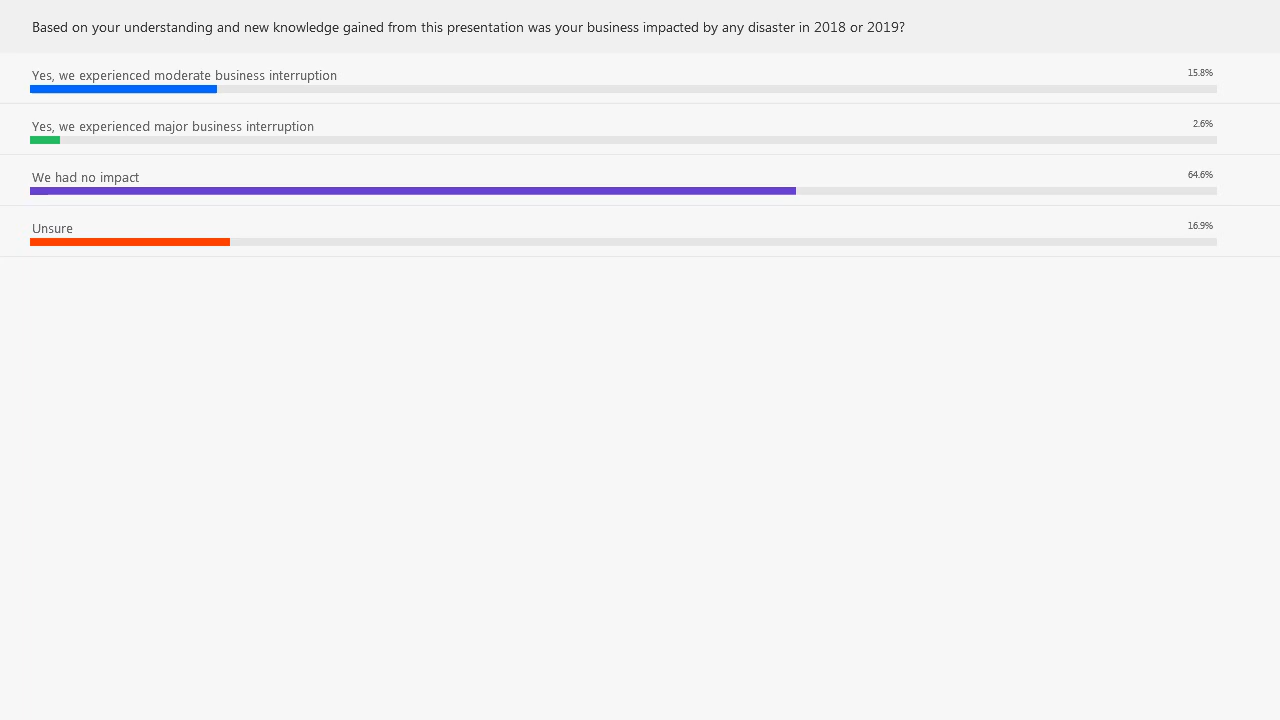 Based on your understanding and new knowledge gained from this presentation was your business impacted by any disaster in 2018 or 2019?
Yes, we experienced moderate business interruption
15.8%
Yes, we experienced major business interruption
2.6%
We had no impact
64.6%
Unsure
16.9%